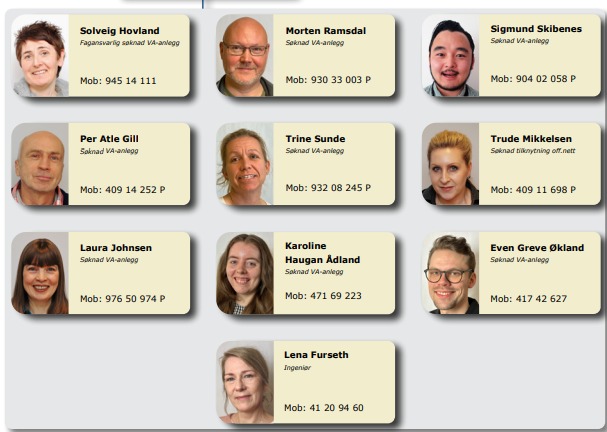 Solveig Hovland
Fagansvarlig søknad VA-anlegg
Mob: 945 14 111
Morten Ramsdal
Søknad VA-anlegg
Mob: 930 33 003 P
Sigmund Skibenes
Søknad VA-anlegg
Mob: 904 02 058 P
Per Atle Gill
Søknad VA-anlegg
Mob: 409 14 252 P
Trine Sunde
Søknad VA-anlegg
Mob: 932 08 245 P
Trude Mikkelsen
Søknad tilknytning off.nett
Mob: 409 11 698 P
Laura Johnsen
Søknad VA-anlegg
Mob: 976 50 974 P
Karoline
Haugan Ådland
Søknad VA-anlegg
Mob: 471 69 223
Even Greve Økland
Søknad VA-anlegg
Mob: 417 42 627
Lena Furseth
Ingeniør
Mob: 41 20 94 60